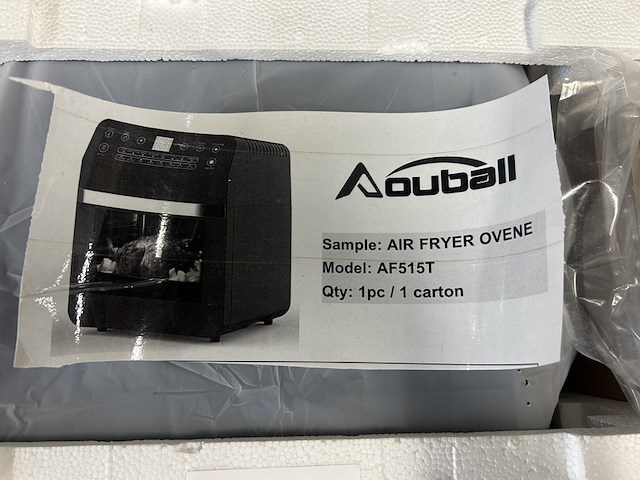 Aouball
Sample: AIR FRYER OVENE
Model: AF515T
Qty: 1pc / 1 carton